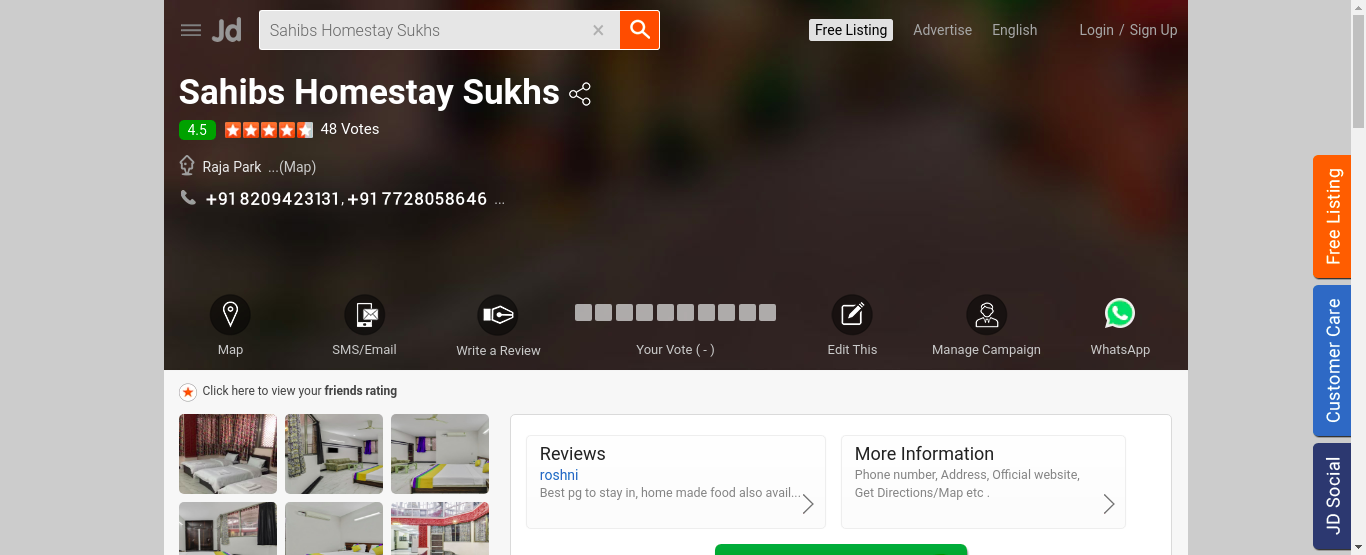 Jd
Sahibs Homestay Sukhs ×
Free Listing
Advertise
English
Login / Sign Up
Sahibs Homestay Sukhs
4.5
48 Votes
Raja Park ...(Map)
+91 8209423131, +91 7728058646 ...
Map
SMS/Email
Write a Review
Your Vote ( - )
Edit This
Manage Campaign
WhatsApp
Click here to view your friends rating
Reviews
roshni
Best pg to stay in, home made food also avail...
More Information
Phone number, Address, Official website,
Get Directions/Map etc .
Free Listing
Customer Care
JD Social